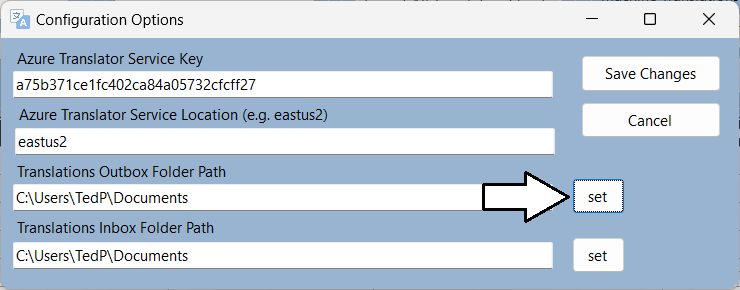 Configuration Options
Azure Translator Service Key
a75b371ce1fc402ca84a05732cfcff27
Save Changes
Azure Translator Service Location (e.g. eastus2)
Cancel
eastus2
Translations Outbox Folder Path
C:\Users\TedP\Documents
set
Translations Inbox Folder Path
C:\Users\TedP\Documents
set